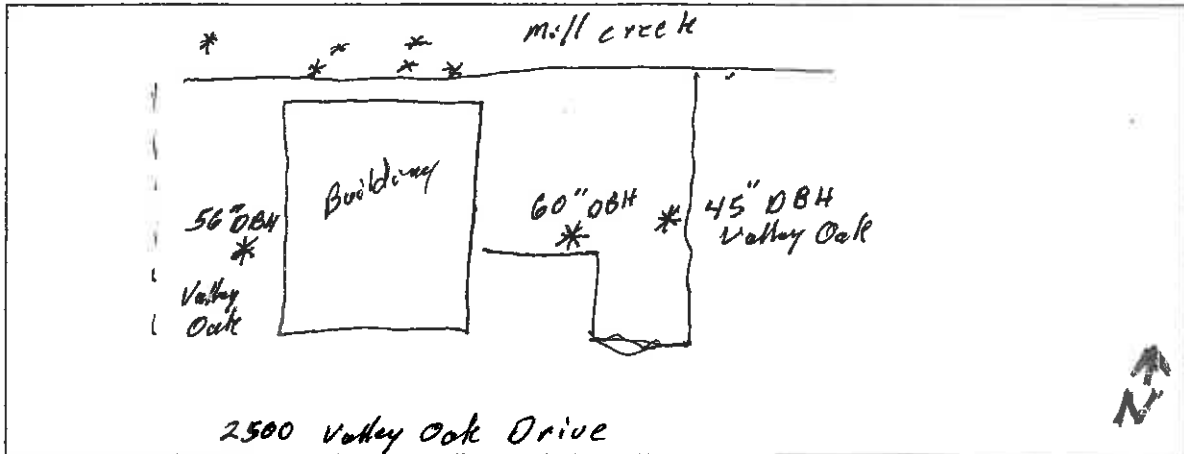 Mill creek
Building
56" DBH
Valley
Oak
60" DBH
45" DBH
Valley Oak
N
2500 Valley Oak Drive